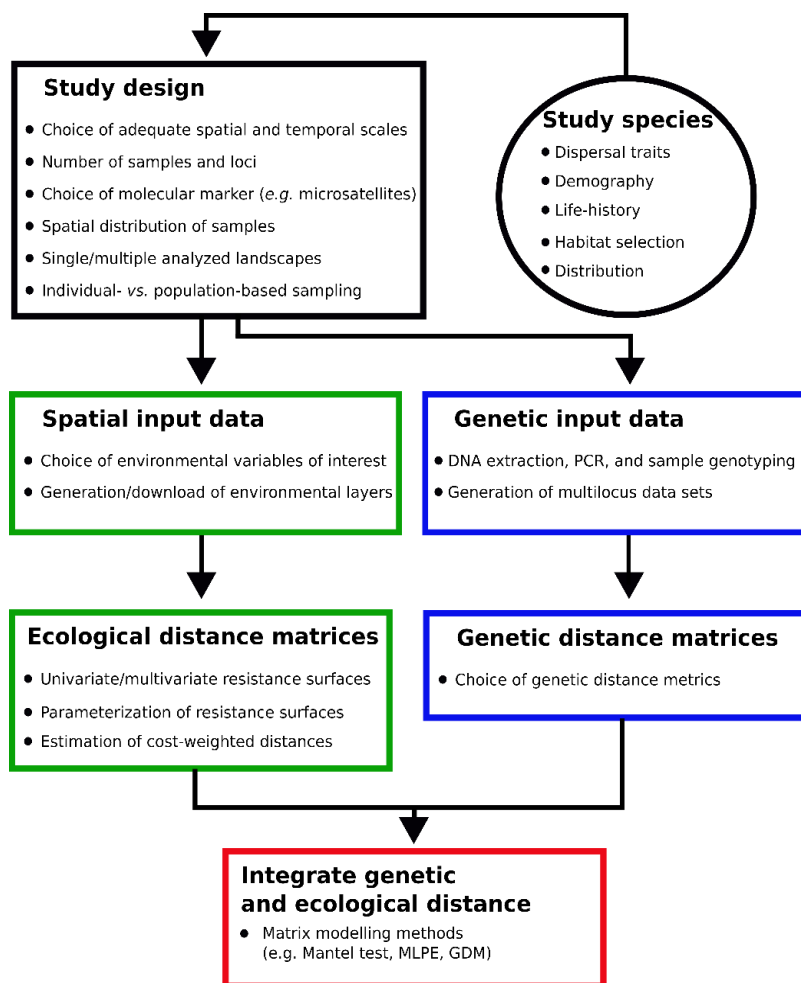 Study design
● Choice of adequate spatial and temporal scales
● Number of samples and loci
● Choice of molecular marker (e.g. microsatellites)
● Spatial distribution of samples
● Single/multiple analyzed landscapes
● Individual- vs. population-based sampling
Study species
● Dispersal traits
● Demography
● Life-history
● Habitat selection
● Distribution
Spatial input data
● Choice of environmental variables of interest
● Generation/download of environmental layers
Genetic input data
● DNA extraction, PCR, and sample genotyping
● Generation of multilocus data sets
Ecological distance matrices
● Univariate/multivariate resistance surfaces
● Parameterization of resistance surfaces
● Estimation of cost-weighted distances
Genetic distance matrices
● Choice of genetic distance metrics
Integrate genetic
and ecological distance
● Matrix modelling methods
(e.g. Mantel test, MLPE, GDM)